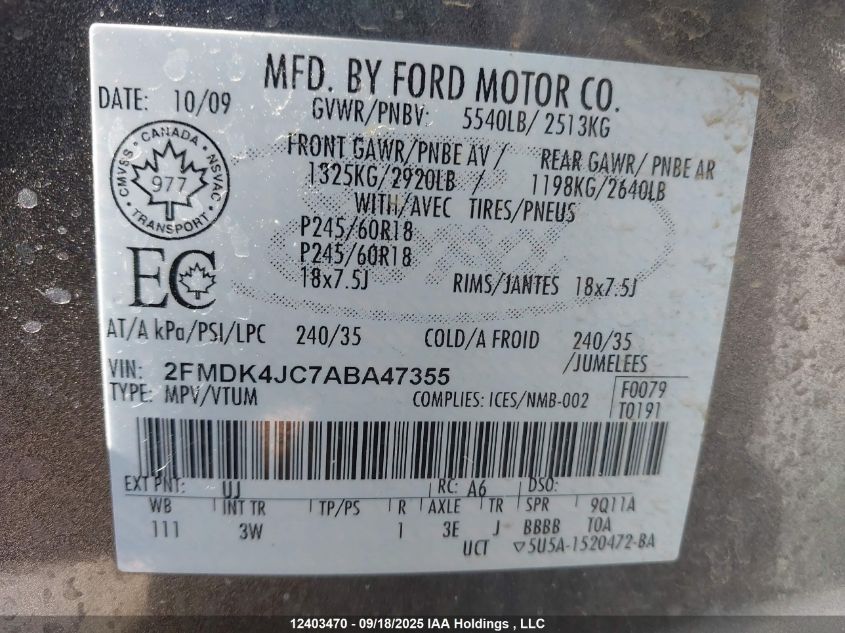 MFD. BY FORD MOTOR CO.
DATE: 10/09
GVWR/PNBV: 5540LB/ 2513KG
CMVSS CANADA NSVAC
977
TRANSPORT
FRONT GAWR/PNBE AV / REAR GAWR/ PNBE AR
1325KG/2920LB / 1198KG/2640LB
WITH/AVEC TIRES/PNEUS
P245/60R18
P245/60R18
18x7.5J RIMS/JANTES 18x7.5J
EC
AT/A kPa/PSI/LPC 240/35 COLD/A FROID 240/35
/JUMELEES
VIN: 2FMDK4JC7ABA47355
TYPE: MPV/VTUM COMPLIES: ICES/NMB-002
F0079
T0191
EXT PNT: UJ RC: A6 DSO:
WB INT TR TP/PS R AXLE TR SPR 9Q11A
111 3W 1 3E J BBBB TOA
UCT ▽5U5A-1520472-BA
12403470 - 09/18/2025 IAA Holdings , LLC